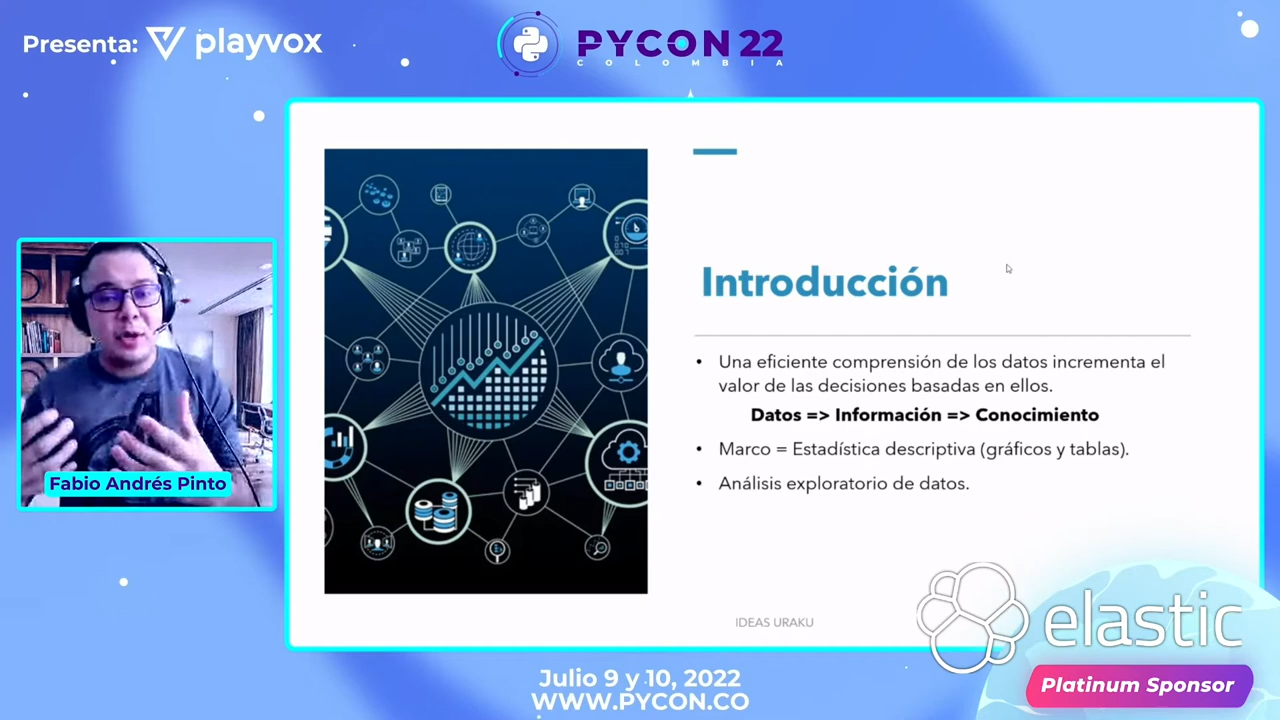 Presenta: playvox
PYCON 22
COLOMBIA
Introducción
• Una eficiente comprensión de los datos incrementa el
valor de las decisiones basadas en ellos.
Datos => Información => Conocimiento
• Marco = Estadística descriptiva (gráficos y tablas).
• Análisis exploratorio de datos.
Fabio Andrés Pinto
IDEAS URAKU
elastic
Platinum Sponsor
Julio 9 y 10, 2022
WWW.PYCON.CO